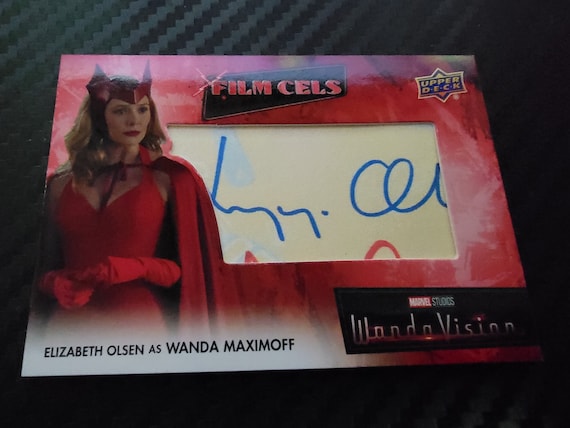 FILM CELS
UPPER
DECK
MARVEL STUDIOS
WandaVision
ELIZABETH OLSEN AS WANDA MAXIMOFF